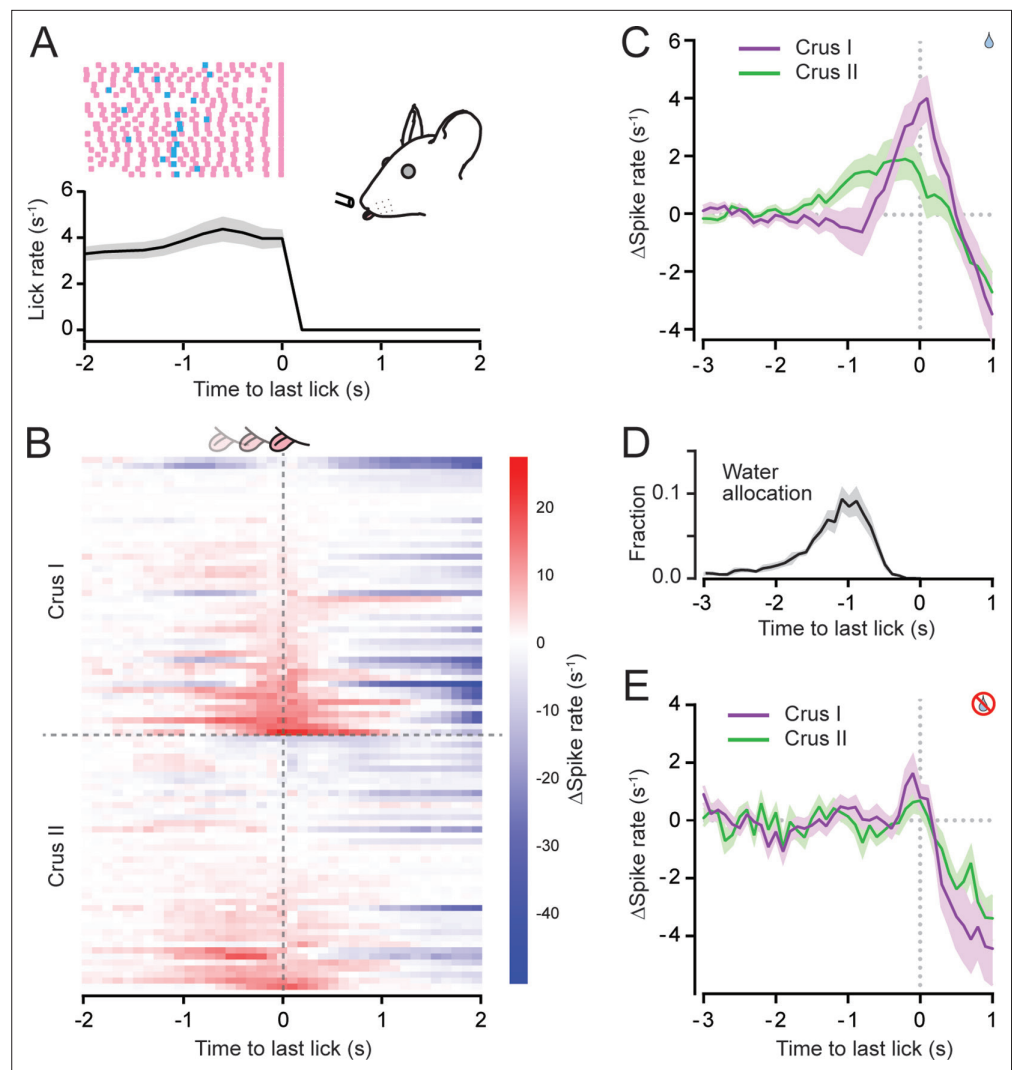 A
6
4
2
0
Lick rate (s⁻¹)
-2 -1 0 1 2
Time to last lick (s)
B
Crus I
Crus II
20
10
0
-10
-20
-30
-40
ΔSpike rate (s⁻¹)
-2 -1 0 1 2
Time to last lick (s)
C
Crus I
Crus II
6
4
2
0
-2
-4
ΔSpike rate (s⁻¹)
-3 -2 -1 0 1
D
Water
allocation
0.1
0.0
Fraction
-3 -2 -1 0 1
Time to last lick (s)
E
Crus I
Crus II
4
2
0
-2
-4
ΔSpike rate (s⁻¹)
-3 -2 -1 0 1
Time to last lick (s)